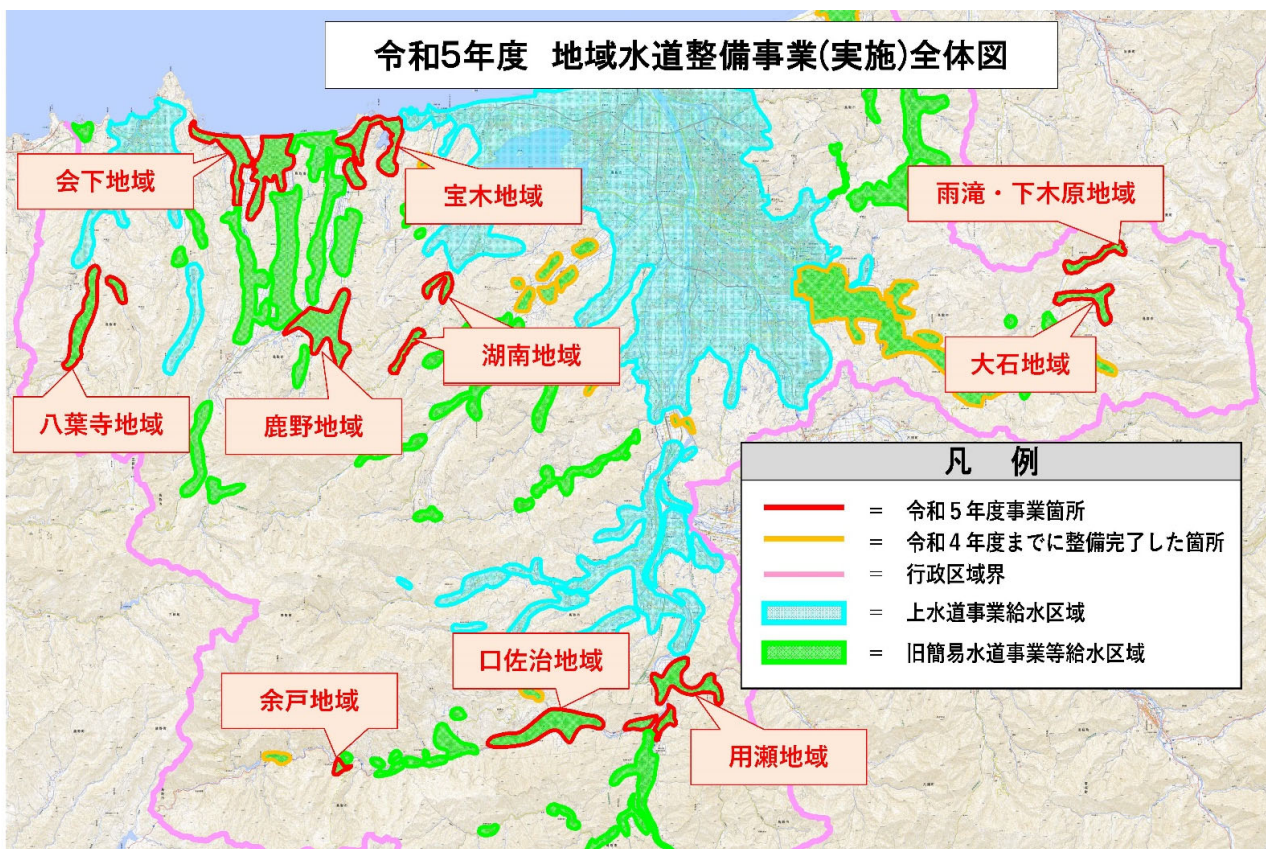 令和5年度 地域水道整備事業(実施)全体図
会下地域
宝木地域
雨滝・下木原地域
湖南地域
大石地域
八葉寺地域
鹿野地域
凡 例
= 令和5年度事業箇所
= 令和4年度までに整備完了した箇所
= 行政区域界
= 上水道事業給水区域
= 旧簡易水道事業等給水区域
口佐治地域
余戸地域
用瀬地域